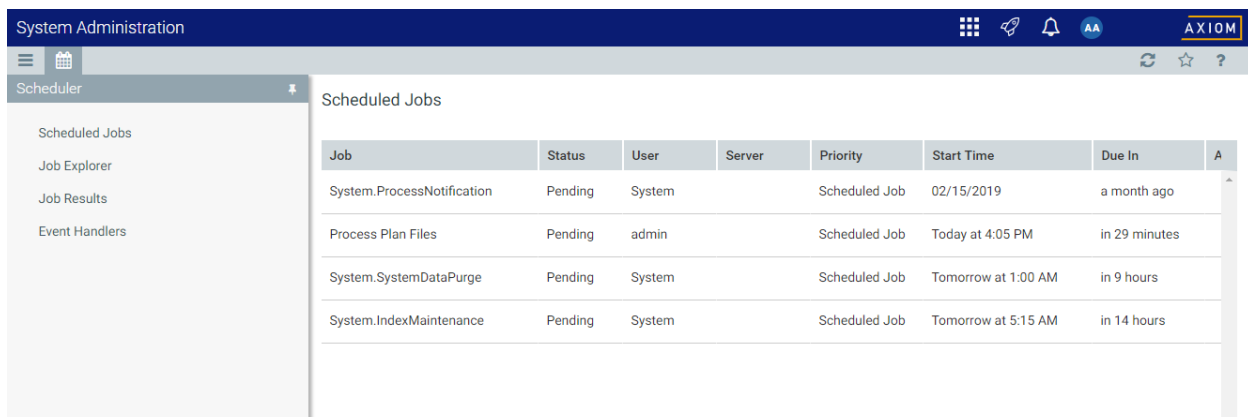 System Administration AA AXIOM
?
Scheduler
Scheduled Jobs
Job Explorer
Job Results
Event Handlers
Scheduled Jobs
Job Status User Server Priority Start Time Due In A
System.ProcessNotification Pending System Scheduled Job 02/15/2019 a month ago
Process Plan Files Pending admin Scheduled Job Today at 4:05 PM in 29 minutes
System.SystemDataPurge Pending System Scheduled Job Tomorrow at 1:00 AM in 9 hours
System.IndexMaintenance Pending System Scheduled Job Tomorrow at 5:15 AM in 14 hours